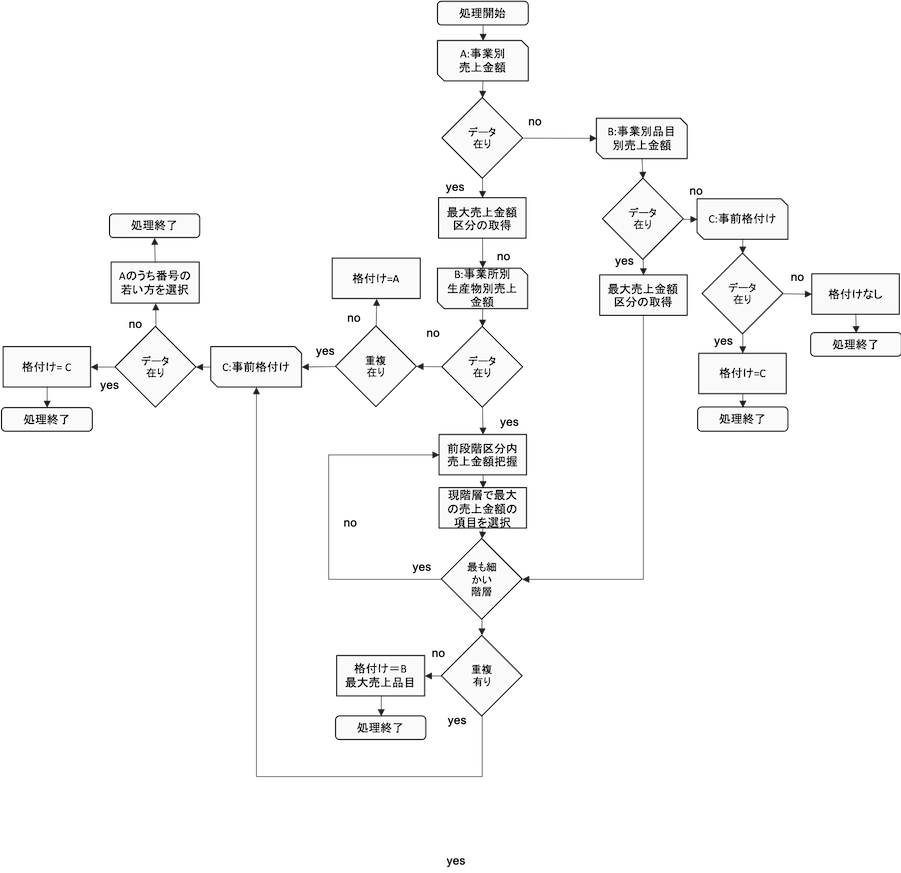 処理開始
A:事業別
売上金額
データ
在り
no
B:事業別品目
別売上金額
yes
最大売上金額
区分の取得
データ
在り
no
C:事前格付け
yes
最大売上金額
区分の取得
データ
在り
no
格付けなし
処理終了
yes
格付け=C
処理終了
no
B:事業所別
生産物別売上
金額
データ
在り
no
重複
在り
no
格付け=A
yes
C:事前格付け
データ
在り
no
Aのうち番号の
若い方を選択
処理終了
yes
格付け= C
処理終了
yes
前段階区分内
売上金額把握
現階層で最大
の売上金額の
項目を選択
no
yes
最も細
かい
階層
重複
有り
no
格付け＝B
最大売上品目
処理終了
yes
yes